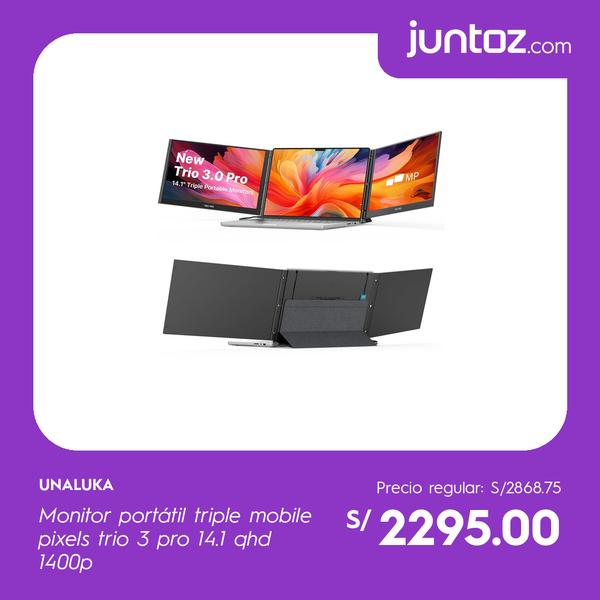 juntoz.com
New
Trio 3.0 Pro
14.1" Triple Portable Monitors
MP
UNALUKA
Monitor portátil triple mobile
pixels trio 3 pro 14.1 qhd
1400p
Precio regular: S/2868.75
S/ 2295.00